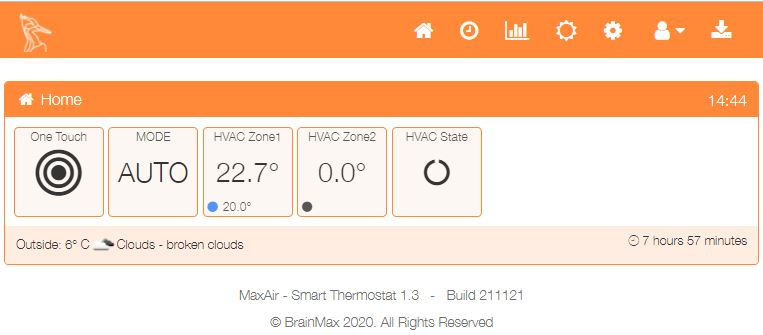 Home
14:44
One Touch
MODE
HVAC Zone1
HVAC Zone2
HVAC State
AUTO
22.7°
0.0°
20.0°
Outside: 6° C Clouds - broken clouds
7 hours 57 minutes
MaxAir - Smart Thermostat 1.3 - Build 211121
© BrainMax 2020. All Rights Reserved